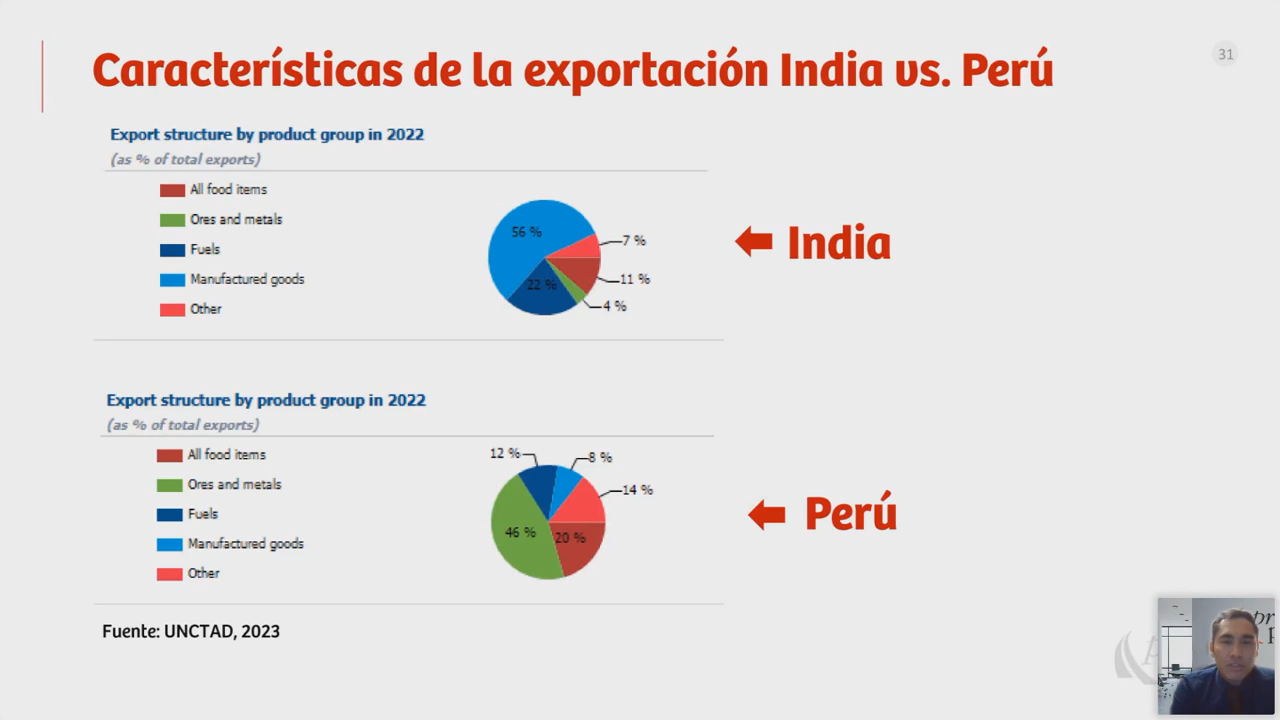 Características de la exportación India vs. Perú
31
Export structure by product group in 2022
(as % of total exports)
All food items
Ores and metals
Fuels
Manufactured goods
Other
56 %
7 %
11 %
22 %
4 %
India
Export structure by product group in 2022
(as % of total exports)
All food items
Ores and metals
Fuels
Manufactured goods
Other
12 %
8 %
14 %
46 %
20 %
Perú
Fuente: UNCTAD, 2023